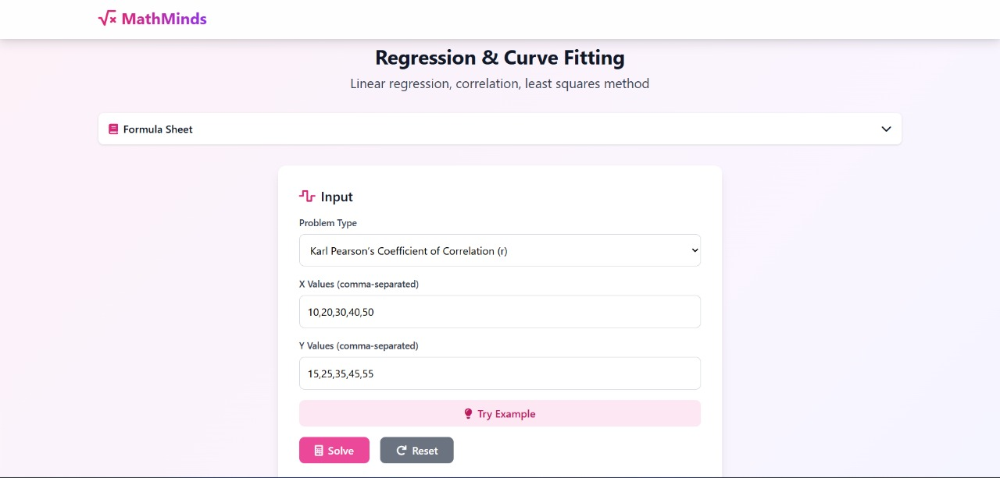 MathMinds
Regression & Curve Fitting
Linear regression, correlation, least squares method
Formula Sheet
Input
Problem Type
Karl Pearson's Coefficient of Correlation (r)
X Values (comma-separated)
10,20,30,40,50
Y Values (comma-separated)
15,25,35,45,55
Try Example
Solve Reset